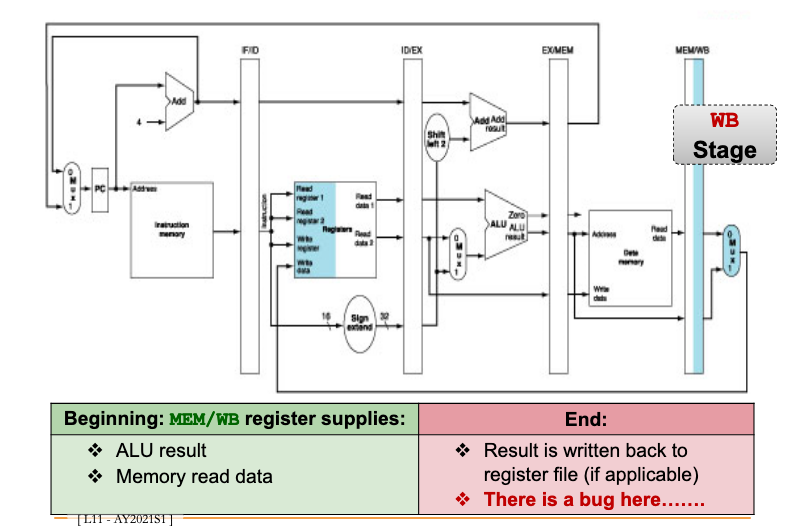 IF/ID
ID/EX
EX/MEM
MEM/WB
WB
Stage
Add
4
Shift
left 2
Add Add
result
0
M
u
x
1
PC
Address
Instruction
memory
Instruction
Read
register 1
Read
register 2
Write
register
Write
data
Registers
Read
data 1
Read
data 2
16
Sign
extend
32
0
M
u
x
1
Zero
ALU ALU
result
Address
Read
data
Data
memory
Write
data
0
M
u
x
1
Beginning: MEM/WB register supplies:
❖ ALU result
❖ Memory read data
End:
❖ Result is written back to
register file (if applicable)
❖ There is a bug here.......
[ L11 - AY2021S1 ]